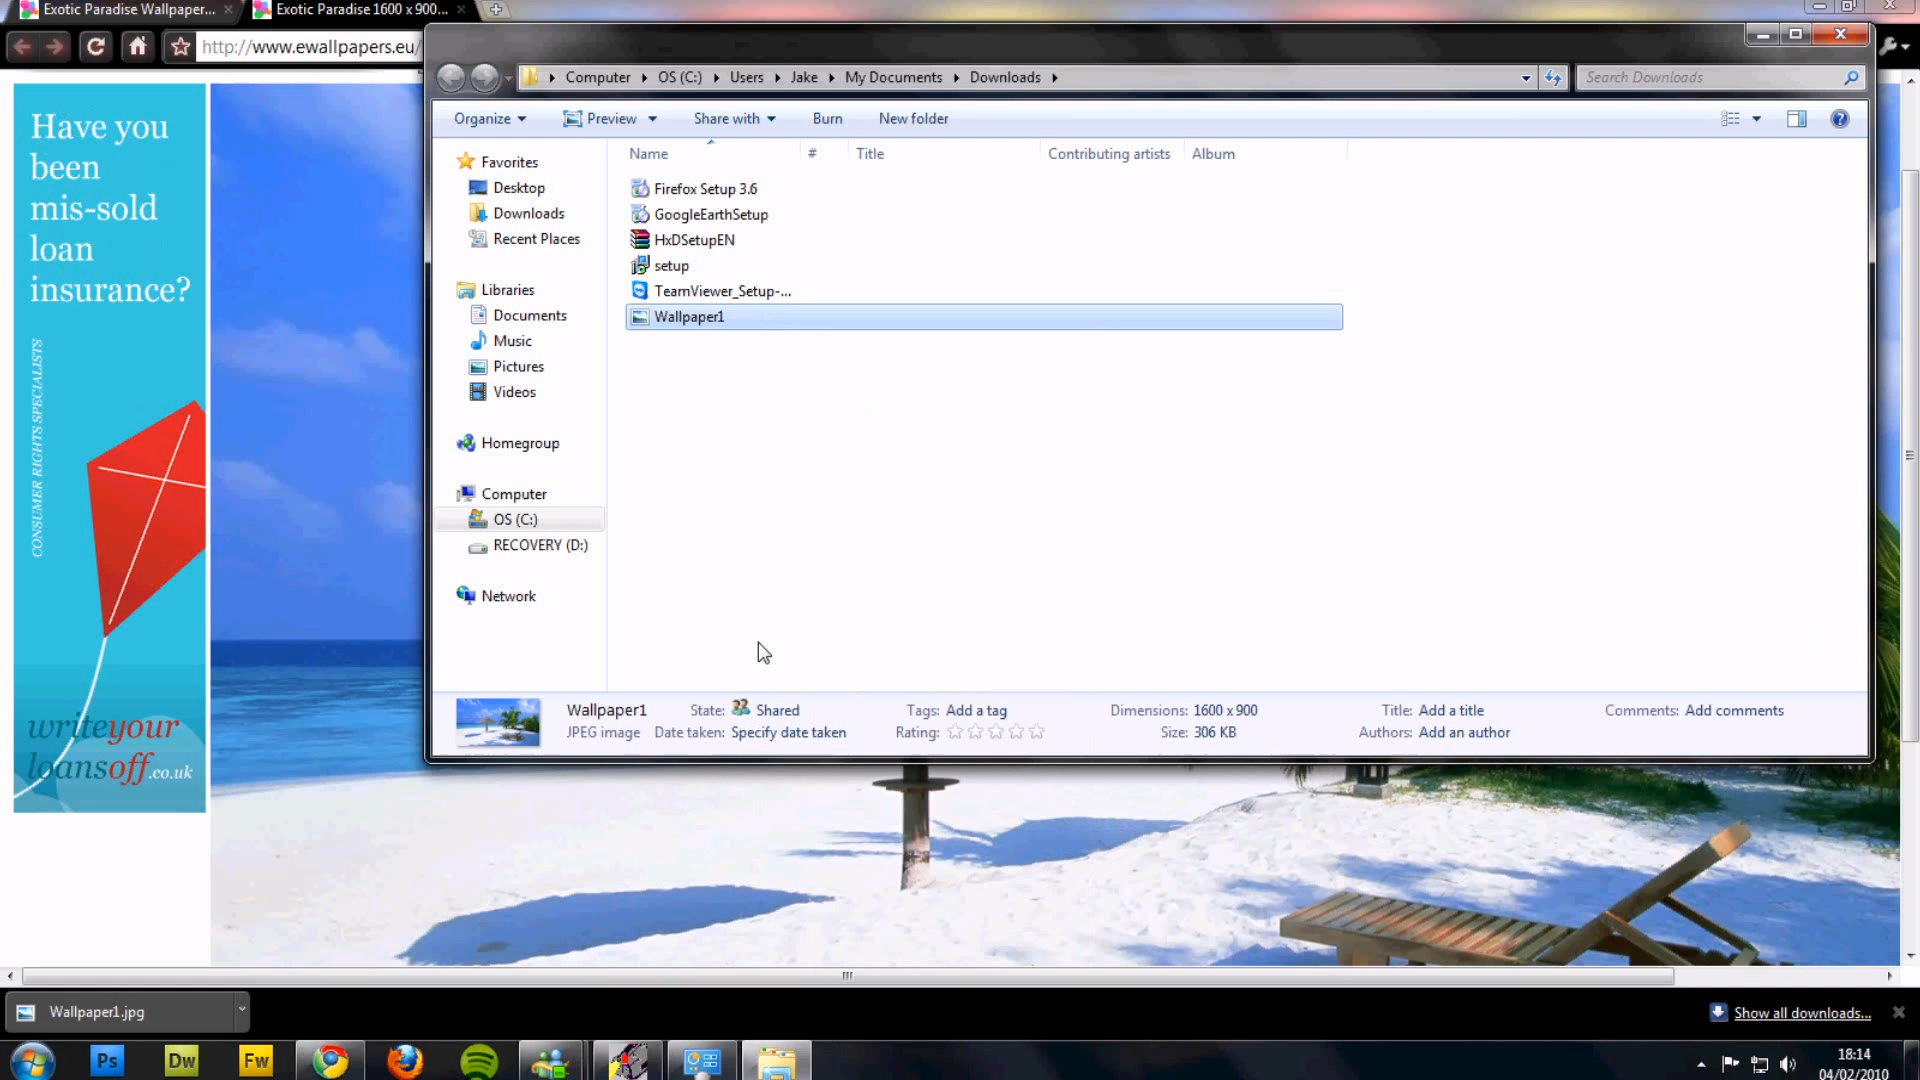 Exotic Paradise Wallpaper...
Exotic Paradise 1600 x 900...
http://www.ewallpapers.eu/
Computer
OS (C:)
Users
Jake
My Documents
Downloads
Search Downloads
Organize
Preview
Share with
Burn
New folder
Name
#
Title
Contributing artists
Album
Favorites
Desktop
Downloads
Recent Places
Libraries
Documents
Music
Pictures
Videos
Homegroup
Computer
OS (C:)
RECOVERY (D:)
Network
Firefox Setup 3.6
GoogleEarthSetup
HxDSetupEN
setup
TeamViewer_Setup-...
Wallpaper1
Wallpaper1
State: Shared
Tags: Add a tag
Dimensions: 1600 x 900
Title: Add a title
Comments: Add comments
JPEG image
Date taken: Specify date taken
Rating:
Size: 306 KB
Authors: Add an author
Have you
been
mis-sold
loan
insurance?
CONSUMER RIGHTS SPECIALISTS
writeyour
loansoff.co.uk
Wallpaper1.jpg
Show all downloads...
Ps
Dw
Fw
18:14
04/02/2010